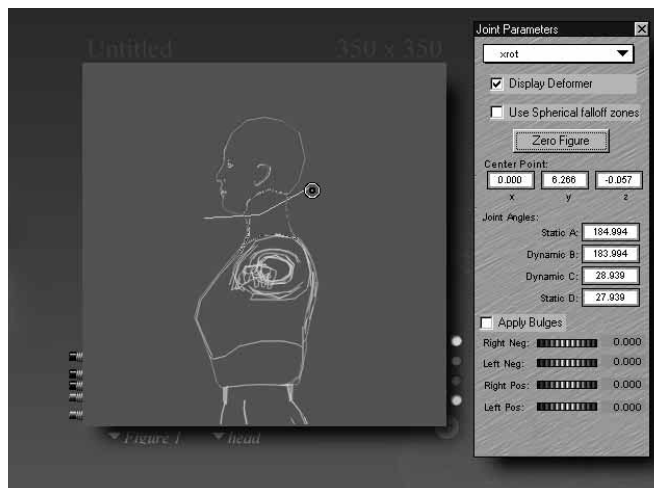 Untitled 350 x 350
Figure 1 head
Joint Parameters
xrot
Display Deformer
Use Spherical falloff zones
Zero Figure
Center Point:
0.000 6.266 -0.057
x y z
Joint Angles:
Static A: 184.994
Dynamic B: 183.994
Dynamic C: 28.939
Static D: 27.939
Apply Bulges
Right Neg: 0.000
Left Neg: 0.000
Right Pos: 0.000
Left Pos: 0.000